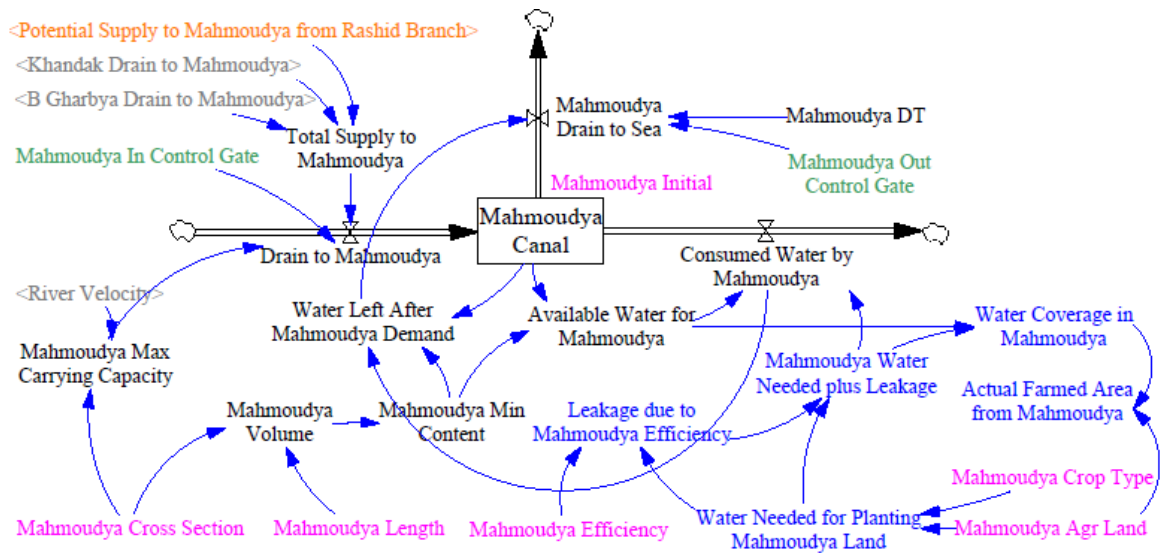 <Potential Supply to Mahmoudya from Rashid Branch>
<Khandak Drain to Mahmoudya>
<B Gharbya Drain to Mahmoudya>
Mahmoudya
Drain to Sea
Mahmoudya DT
Total Supply to
Mahmoudya
Mahmoudya In Control Gate
Mahmoudya Out
Control Gate
Mahmoudya Initial
Mahmoudya
Canal
Drain to Mahmoudya
Consumed Water by
Mahmoudya
<River Velocity>
Water Left After
Mahmoudya Demand
Available Water for
Mahmoudya
Water Coverage in
Mahmoudya
Mahmoudya Max
Carrying Capacity
Mahmoudya Water
Needed plus Leakage
Actual Farmed Area
from Mahmoudya
Mahmoudya
Volume
Mahmoudya Min
Content
Leakage due to
Mahmoudya Efficiency
Mahmoudya Crop Type
Mahmoudya Cross Section
Mahmoudya Length
Mahmoudya Efficiency
Water Needed for Planting
Mahmoudya Land
Mahmoudya Agr Land